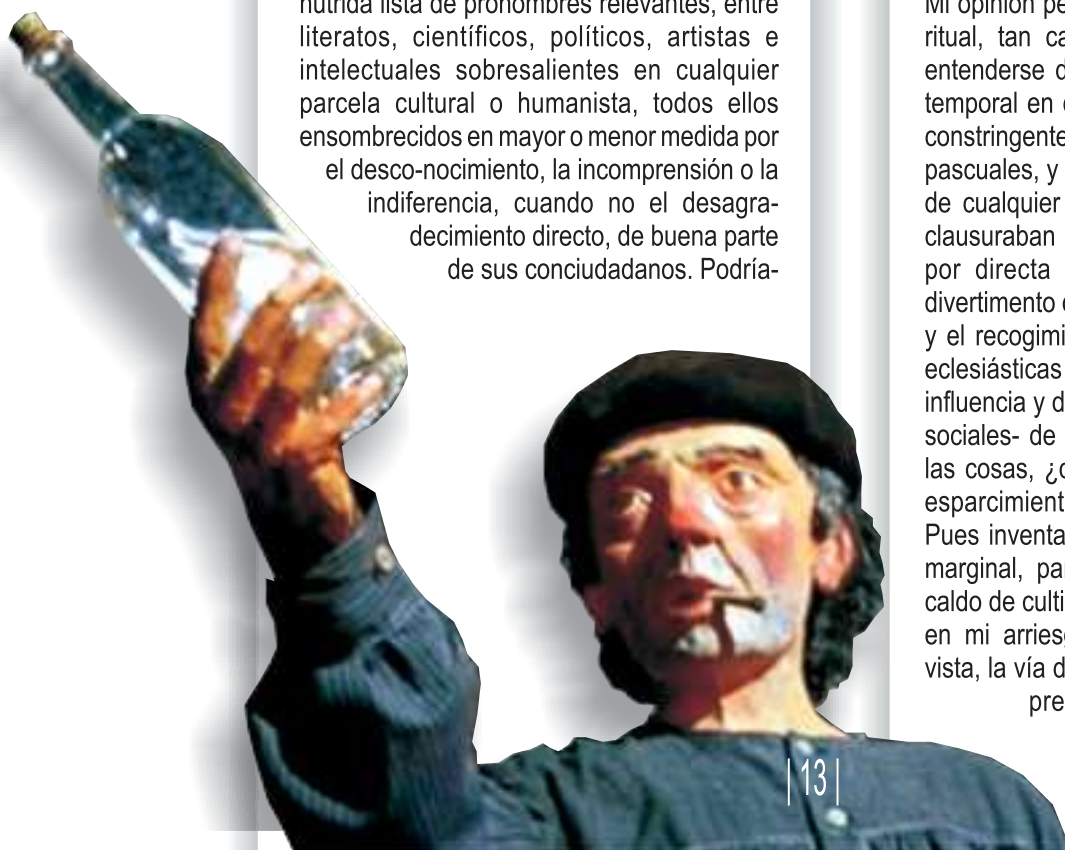 nutrida lista de pronombres relevantes, entre
literatos, científicos, políticos, artistas e
intelectuales sobresalientes en cualquier
parcela cultural o humanista, todos ellos
ensombrecidos en mayor o menor medida por
el desco-nocimiento, la incomprensión o la
indiferencia, cuando no el desagra-
decimiento directo, de buena parte
de sus conciudadanos. Podría-
Mi opinión pe
ritual, tan ca
entenderse d
temporal en
constringente
pascuales, y
de cualquier
clausuraban
por directa
divertimento
y el recogimi
eclesiásticas
influencia y d
sociales- de
las cosas,
esparcimient
Pues inventa
marginal, par
caldo de culti
en mi arries
vista, la vía d
pre
| 13 |